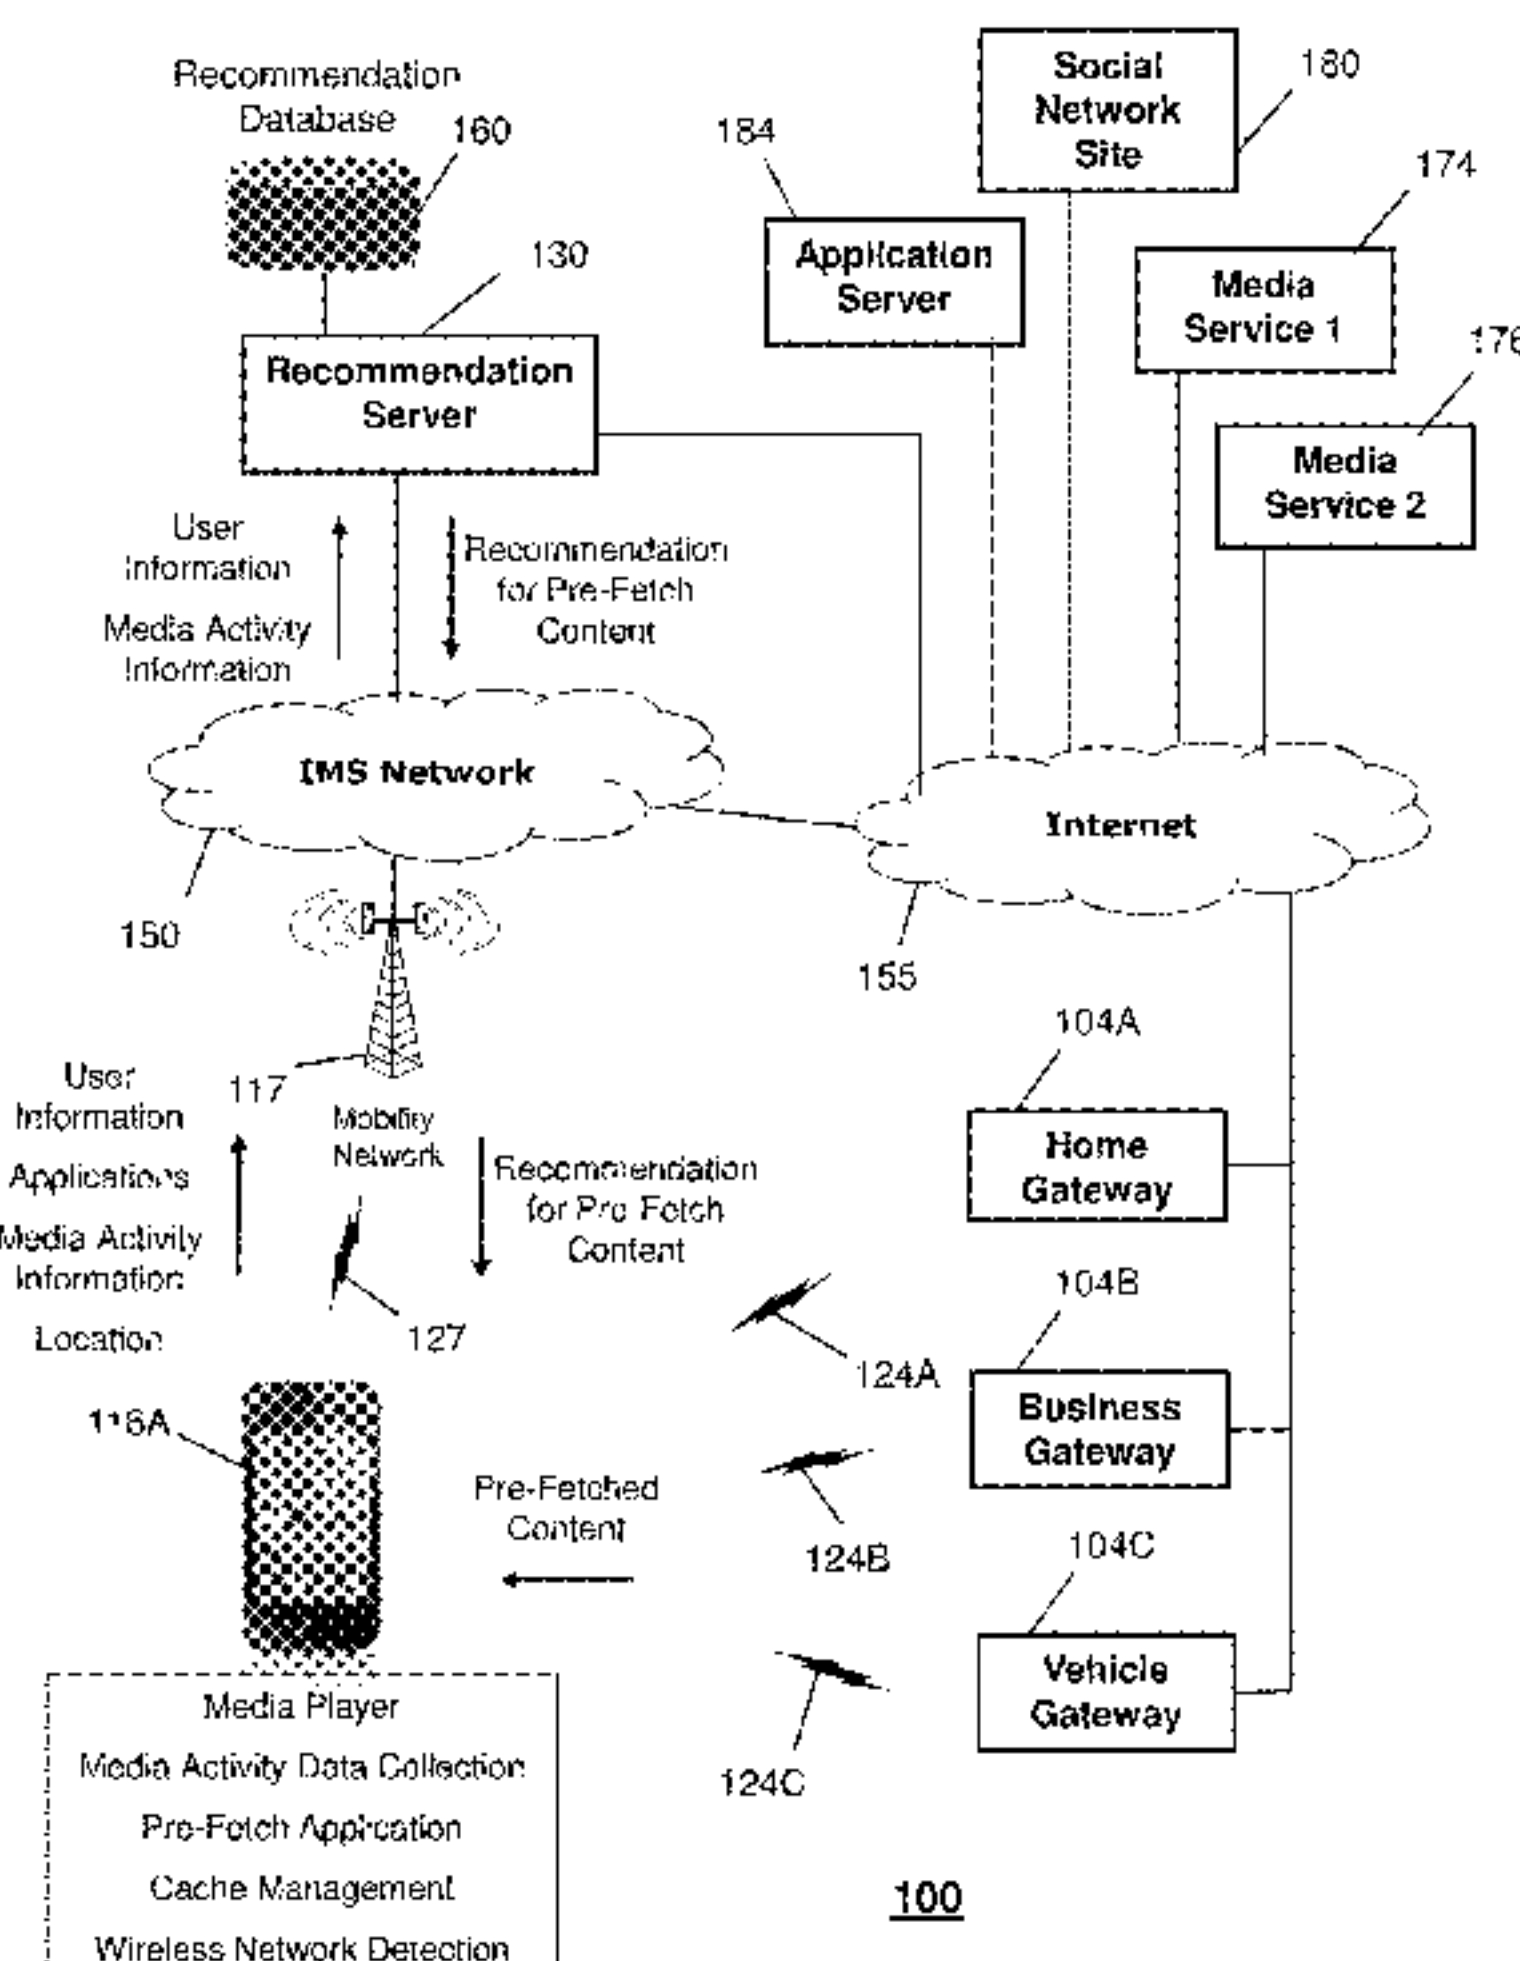 Recommendation
Database
160
130
Recommendation
Server
184
Application
Server
Social
Network
Site
180
174
Media
Service 1
176
Media
Service 2
User
Information
Media Activity
Information
Recommendation
for Pre-Fetch
Content
IMS Network
150
Internet
155
117
Mobility
Network
User
Information
Applications
Media Activity
Information
Location
Recommendation
for Pre-Fetch
Content
127
104A
Home
Gateway
124A
104B
Business
Gateway
124B
104C
Vehicle
Gateway
124C
116A
Pre-Fetched
Content
Media Player
Media Activity Data Collection
Pre-Fetch Application
Cache Management
Wireless Network Detection
100